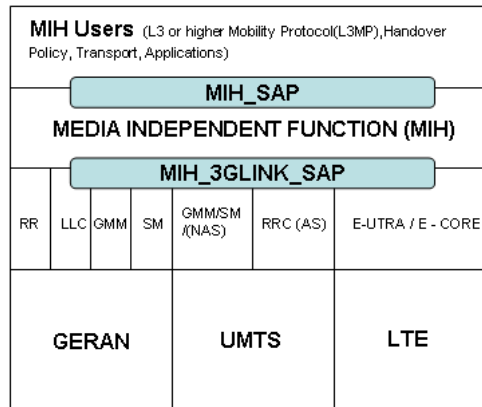 MIH Users (L3 or higher Mobility Protocol(L3MP),Handover
Policy, Transport, Applications)
MIH_SAP
MEDIA INDEPENDENT FUNCTION (MIH)
MIH_3GLINK_SAP
RR LLC GMM SM GMM/SM /(NAS) RRC (AS) E-UTRA / E - CORE
GERAN UMTS LTE